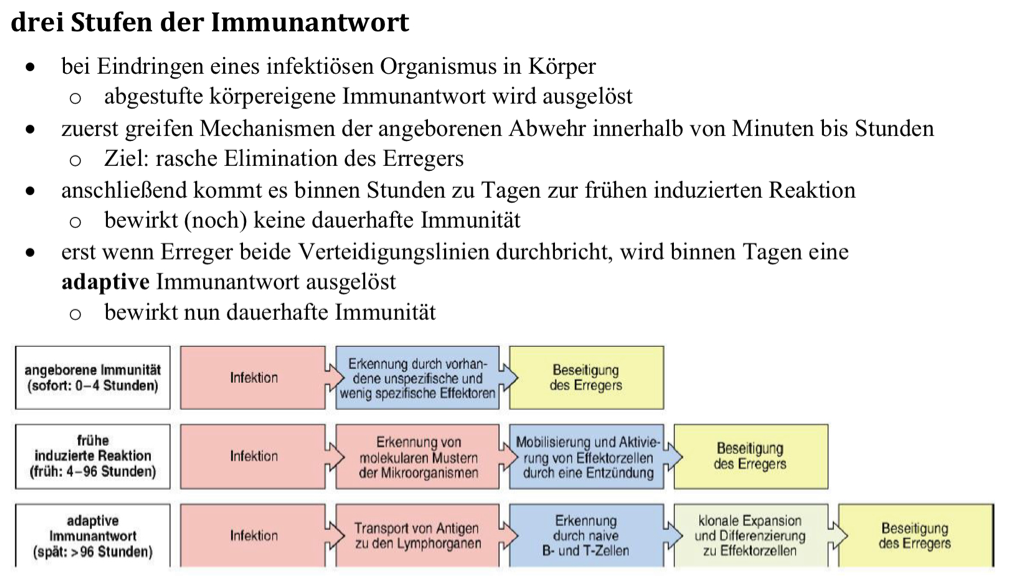 drei Stufen der Immunantwort
• bei Eindringen eines infektiösen Organismus in Körper
o abgestufte körpereigene Immunantwort wird ausgelöst
• zuerst greifen Mechanismen der angeborenen Abwehr innerhalb von Minuten bis Stunden
o Ziel: rasche Elimination des Erregers
• anschließend kommt es binnen Stunden zu Tagen zur frühen induzierten Reaktion
o bewirkt (noch) keine dauerhafte Immunität
• erst wenn Erreger beide Verteidigungslinien durchbricht, wird binnen Tagen eine
adaptive Immunantwort ausgelöst
o bewirkt nun dauerhafte Immunität
angeborene Immunität
(sofort: 0–4 Stunden)
Infektion
Erkennung durch vorhan-
dene unspezifische und
wenig spezifische Effektoren
Beseitigung
des Erregers
frühe
induzierte Reaktion
(früh: 4–96 Stunden)
Infektion
Erkennung von
molekularen Mustern
der Mikroorganismen
Mobilisierung und Aktivie-
rung von Effektorzellen
durch eine Entzündung
Beseitigung
des Erregers
adaptive
Immunantwort
(spät: >96 Stunden)
Infektion
Transport von Antigen
zu den Lymphorganen
Erkennung
durch naive
B- und T-Zellen
klonale Expansion
und Differenzierung
zu Effektorzellen
Beseitigung
des Erregers